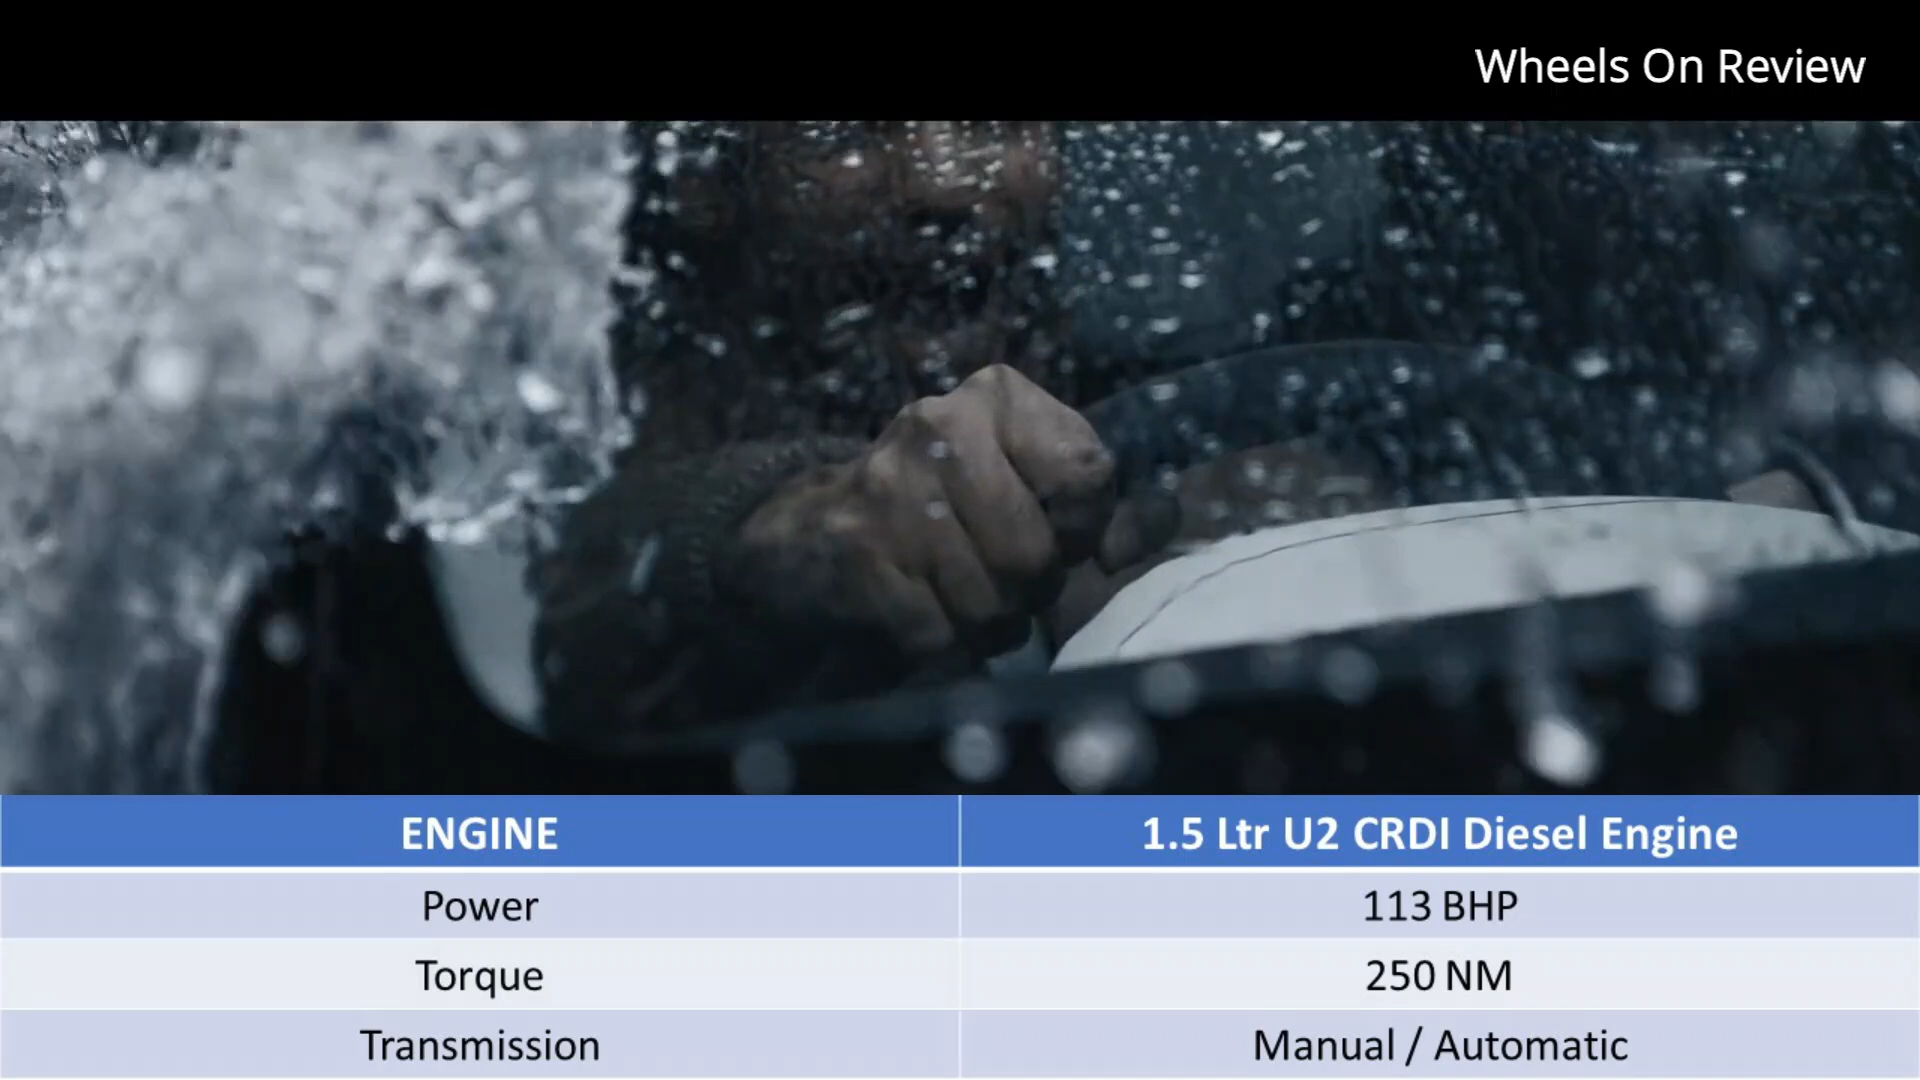 Wheels On Review
ENGINE 1.5 Ltr U2 CRDI Diesel Engine
Power 113 BHP
Torque 250 NM
Transmission Manual / Automatic